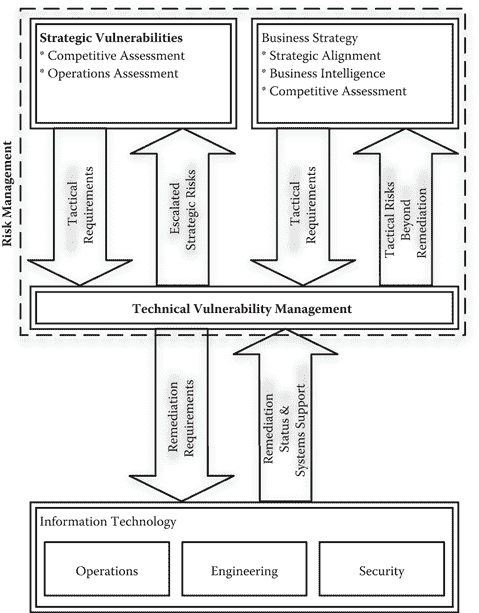 Strategic Vulnerabilities
* Competitive Assessment
* Operations Assessment
Business Strategy
* Strategic Alignment
* Business Intelligence
* Competitive Assessment
Risk Management
Tactical
Requirements
Escalated
Strategic Risks
Tactical
Requirements
Tactical Risks
Beyond
Remediation
Technical Vulnerability Management
Remediation
Requirements
Remediation
Status &
Systems Support
Information Technology
Operations
Engineering
Security